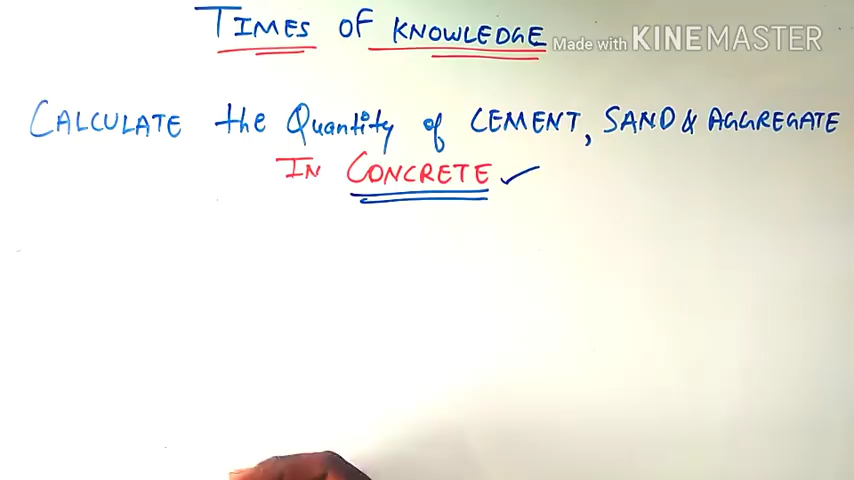 TIMES OF KNOWLEDGE
Made with KINEMASTER
CALCULATE the Quantity of CEMENT, SAND & AGGREGATE
IN CONCRETE